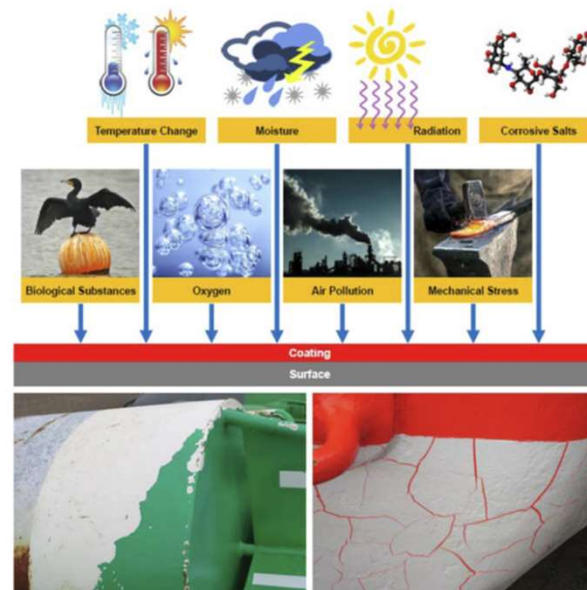 Temperature Change
Moisture
Radiation
Corrosive Salts
Biological Substances
Oxygen
Air Pollution
Mechanical Stress
Coating
Surface